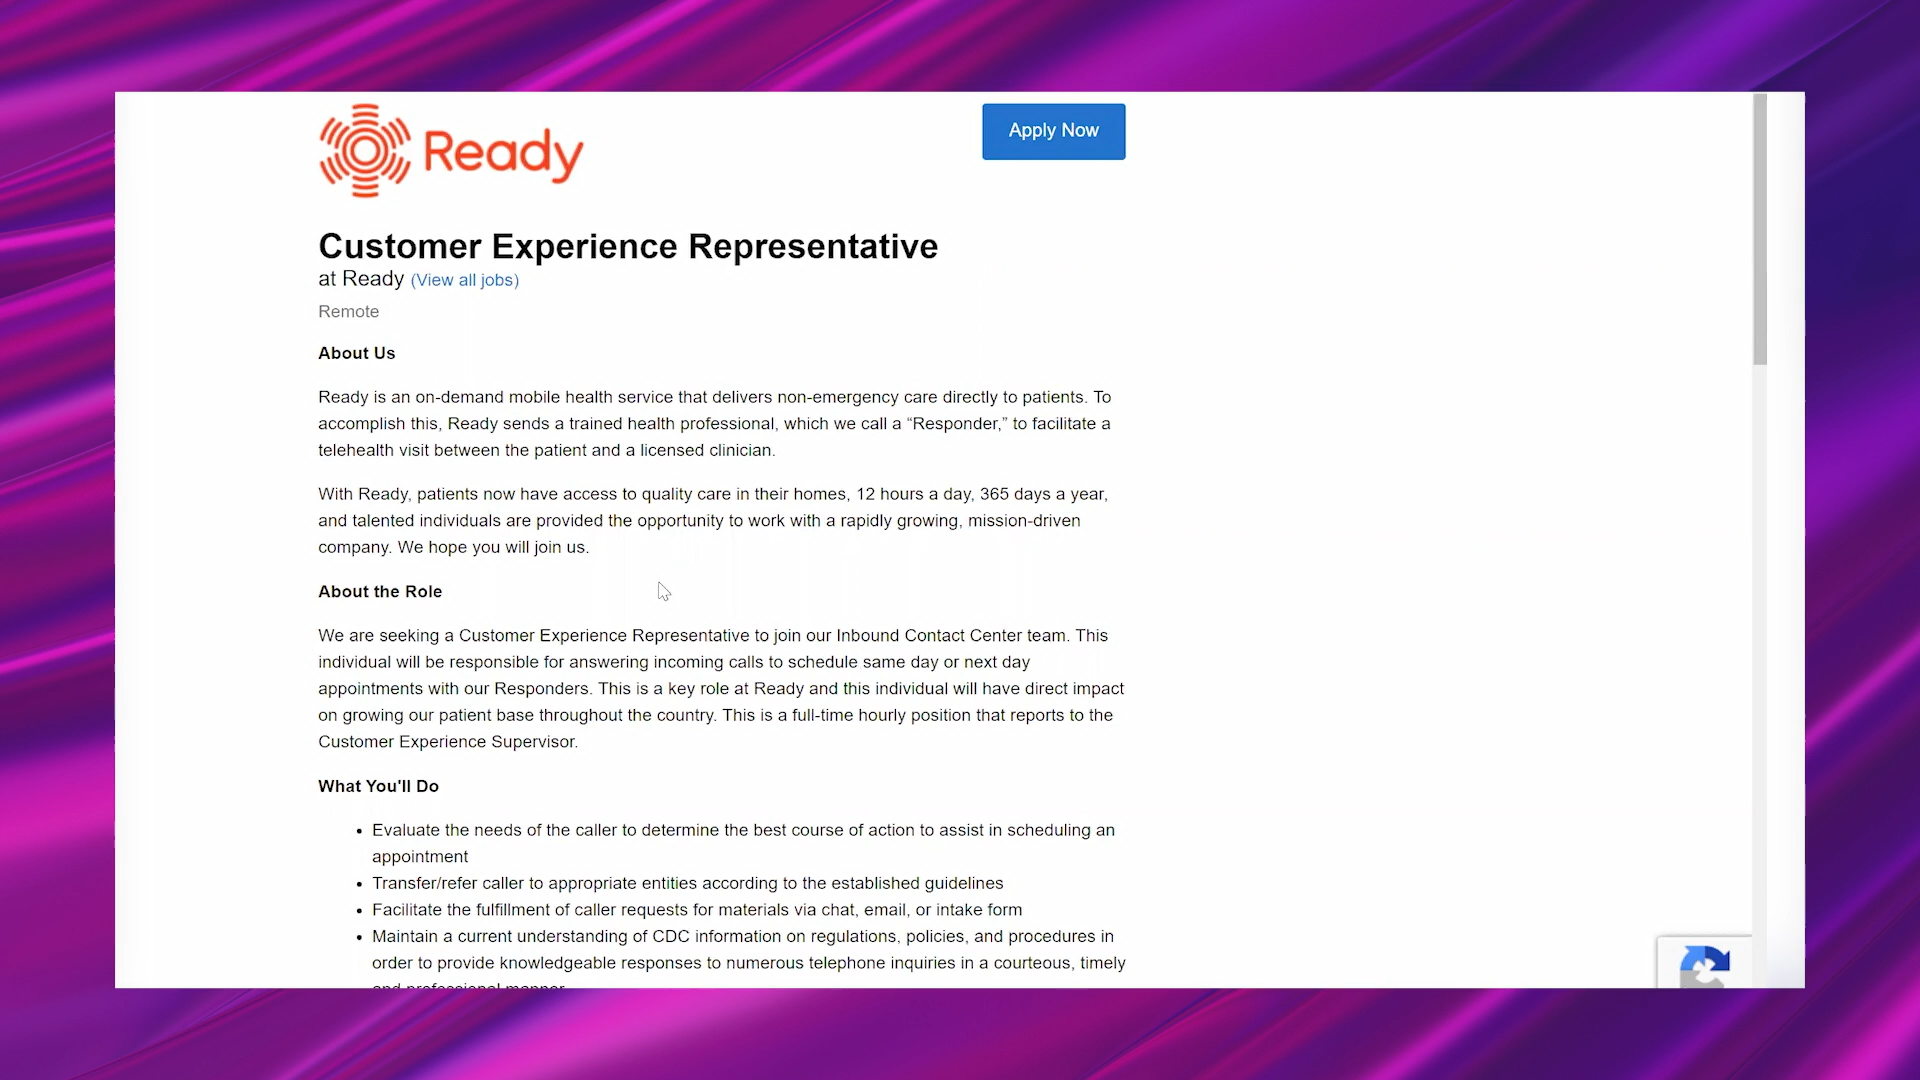 Ready
Apply Now
Customer Experience Representative
at Ready (View all jobs)
Remote
About Us
Ready is an on-demand mobile health service that delivers non-emergency care directly to patients. To
accomplish this, Ready sends a trained health professional, which we call a “Responder,” to facilitate a
telehealth visit between the patient and a licensed clinician.
With Ready, patients now have access to quality care in their homes, 12 hours a day, 365 days a year,
and talented individuals are provided the opportunity to work with a rapidly growing, mission-driven
company. We hope you will join us.
About the Role
We are seeking a Customer Experience Representative to join our Inbound Contact Center team. This
individual will be responsible for answering incoming calls to schedule same day or next day
appointments with our Responders. This is a key role at Ready and this individual will have direct impact
on growing our patient base throughout the country. This is a full-time hourly position that reports to the
Customer Experience Supervisor.
What You'll Do
• Evaluate the needs of the caller to determine the best course of action to assist in scheduling an
appointment
• Transfer/refer caller to appropriate entities according to the established guidelines
• Facilitate the fulfillment of caller requests for materials via chat, email, or intake form
• Maintain a current understanding of CDC information on regulations, policies, and procedures in
order to provide knowledgeable responses to numerous telephone inquiries in a courteous, timely
and professional manner